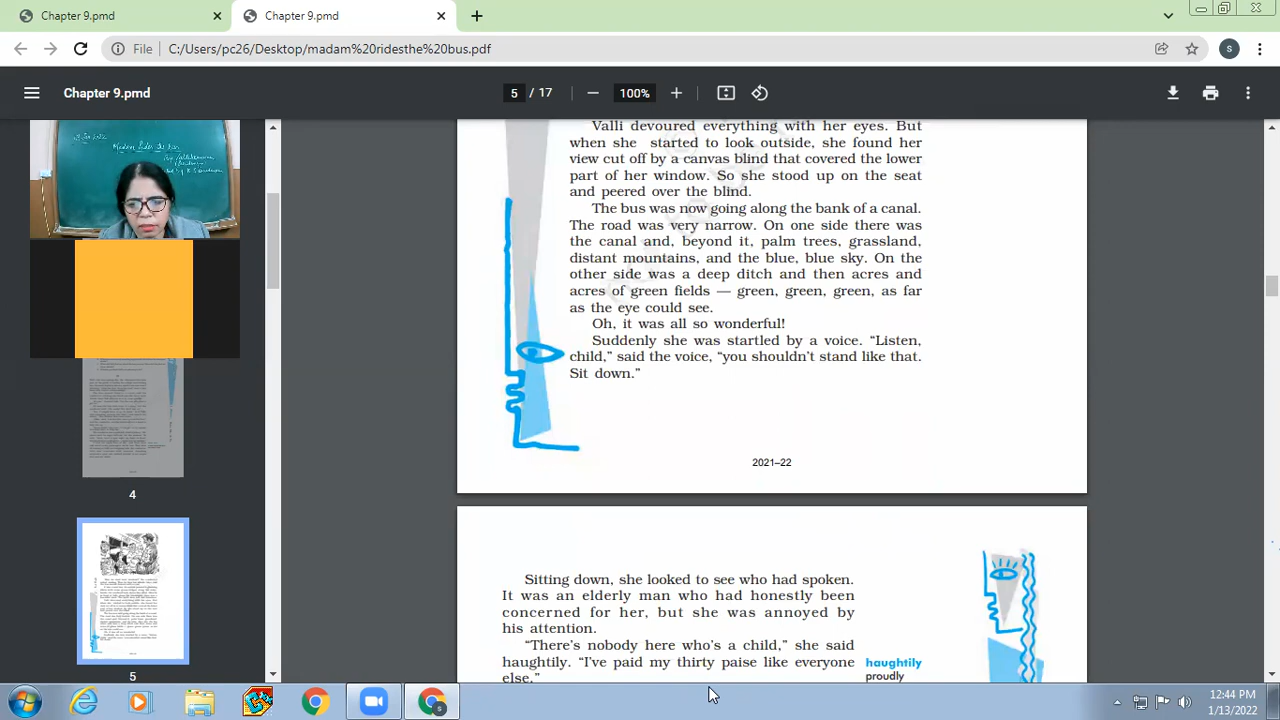 Chapter 9.pmd
Chapter 9.pmd
File
C:/Users/pc26/Desktop/madam%20ridesthe%20bus.pdf
S
Chapter 9.pmd
5 / 17
100%
Valli devoured everything with her eyes. But
when she started to look outside, she found her
view cut off by a canvas blind that covered the lower
part of her window. So she stood up on the seat
and peered over the blind.
The bus was now going along the bank of a canal.
The road was very narrow. On one side there was
the canal and, beyond it, palm trees, grassland,
distant mountains, and the blue, blue sky. On the
other side was a deep ditch and then acres and
acres of green fields — green, green, green, as far
as the eye could see.
Oh, it was all so wonderful!
Suddenly she was startled by a voice. “Listen,
child,” said the voice, “you shouldn’t stand like that.
Sit down.”
2021–22
4
5
Sitting down, she looked to see who had spoken.
It was an elderly man who had honestly been
concerned for her, but she was annoyed by
his attention.
“There’s nobody here who’s a child,” she said
haughtily. “I’ve paid my thirty paise like everyone
else.”
haughtily
proudly
12:44 PM
1/13/2022